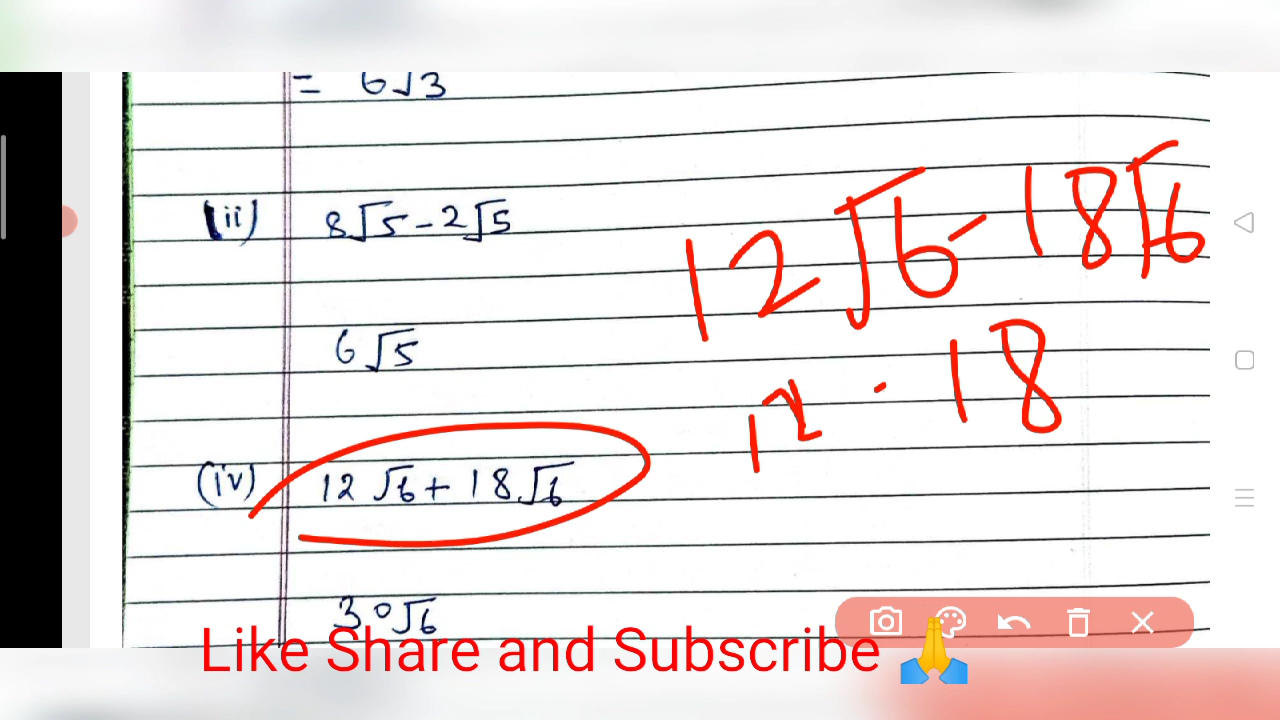 = 6√3
(ii) 8√5 - 2√5
12√6 - 18√6
6√5
12 - 18
(iv) 12√6 + 18√6
30√6
Like Share and Subscribe 🙏